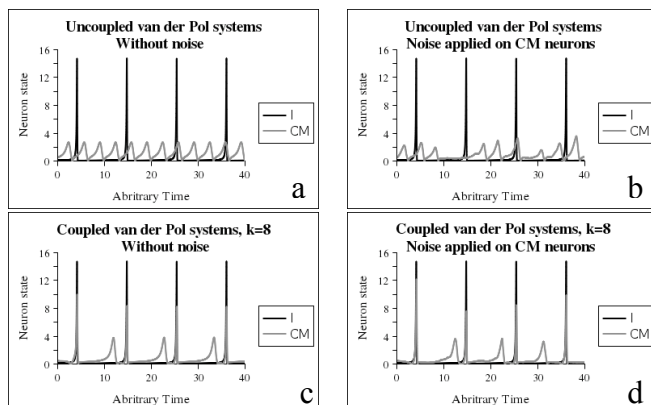 Uncoupled van der Pol systems
Without noise
Neuron state
16
12
8
4
0
0 10 20 30 40
Abritrary Time
I
CM
a
Uncoupled van der Pol systems
Noise applied on CM neurons
Neuron state
16
12
8
4
0
0 10 20 30 40
Abritrary Time
I
CM
b
Coupled van der Pol systems, k=8
Without noise
Neuron state
16
12
8
4
0
0 10 20 30 40
Abritrary Time
I
CM
c
Coupled van der Pol systems, k=8
Noise applied on CM neurons
Neuron state
16
12
8
4
0
0 10 20 30 40
Abritrary Time
I
CM
d